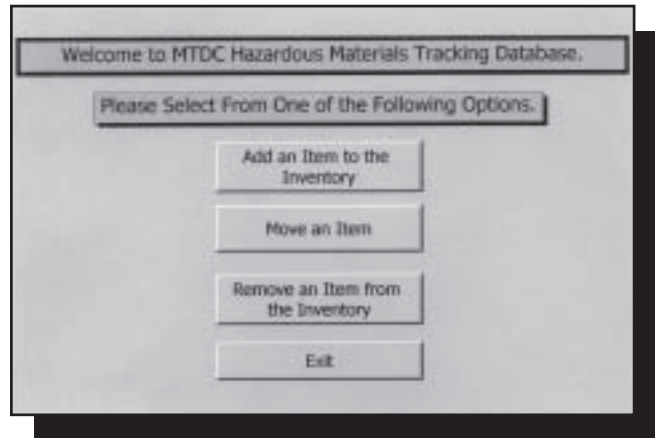 Welcome to MTDC Hazardous Materials Tracking Database.
Please Select From One of the Following Options.
Add an Item to the
Inventory
Move an Item
Remove an Item from
the Inventory
Exit